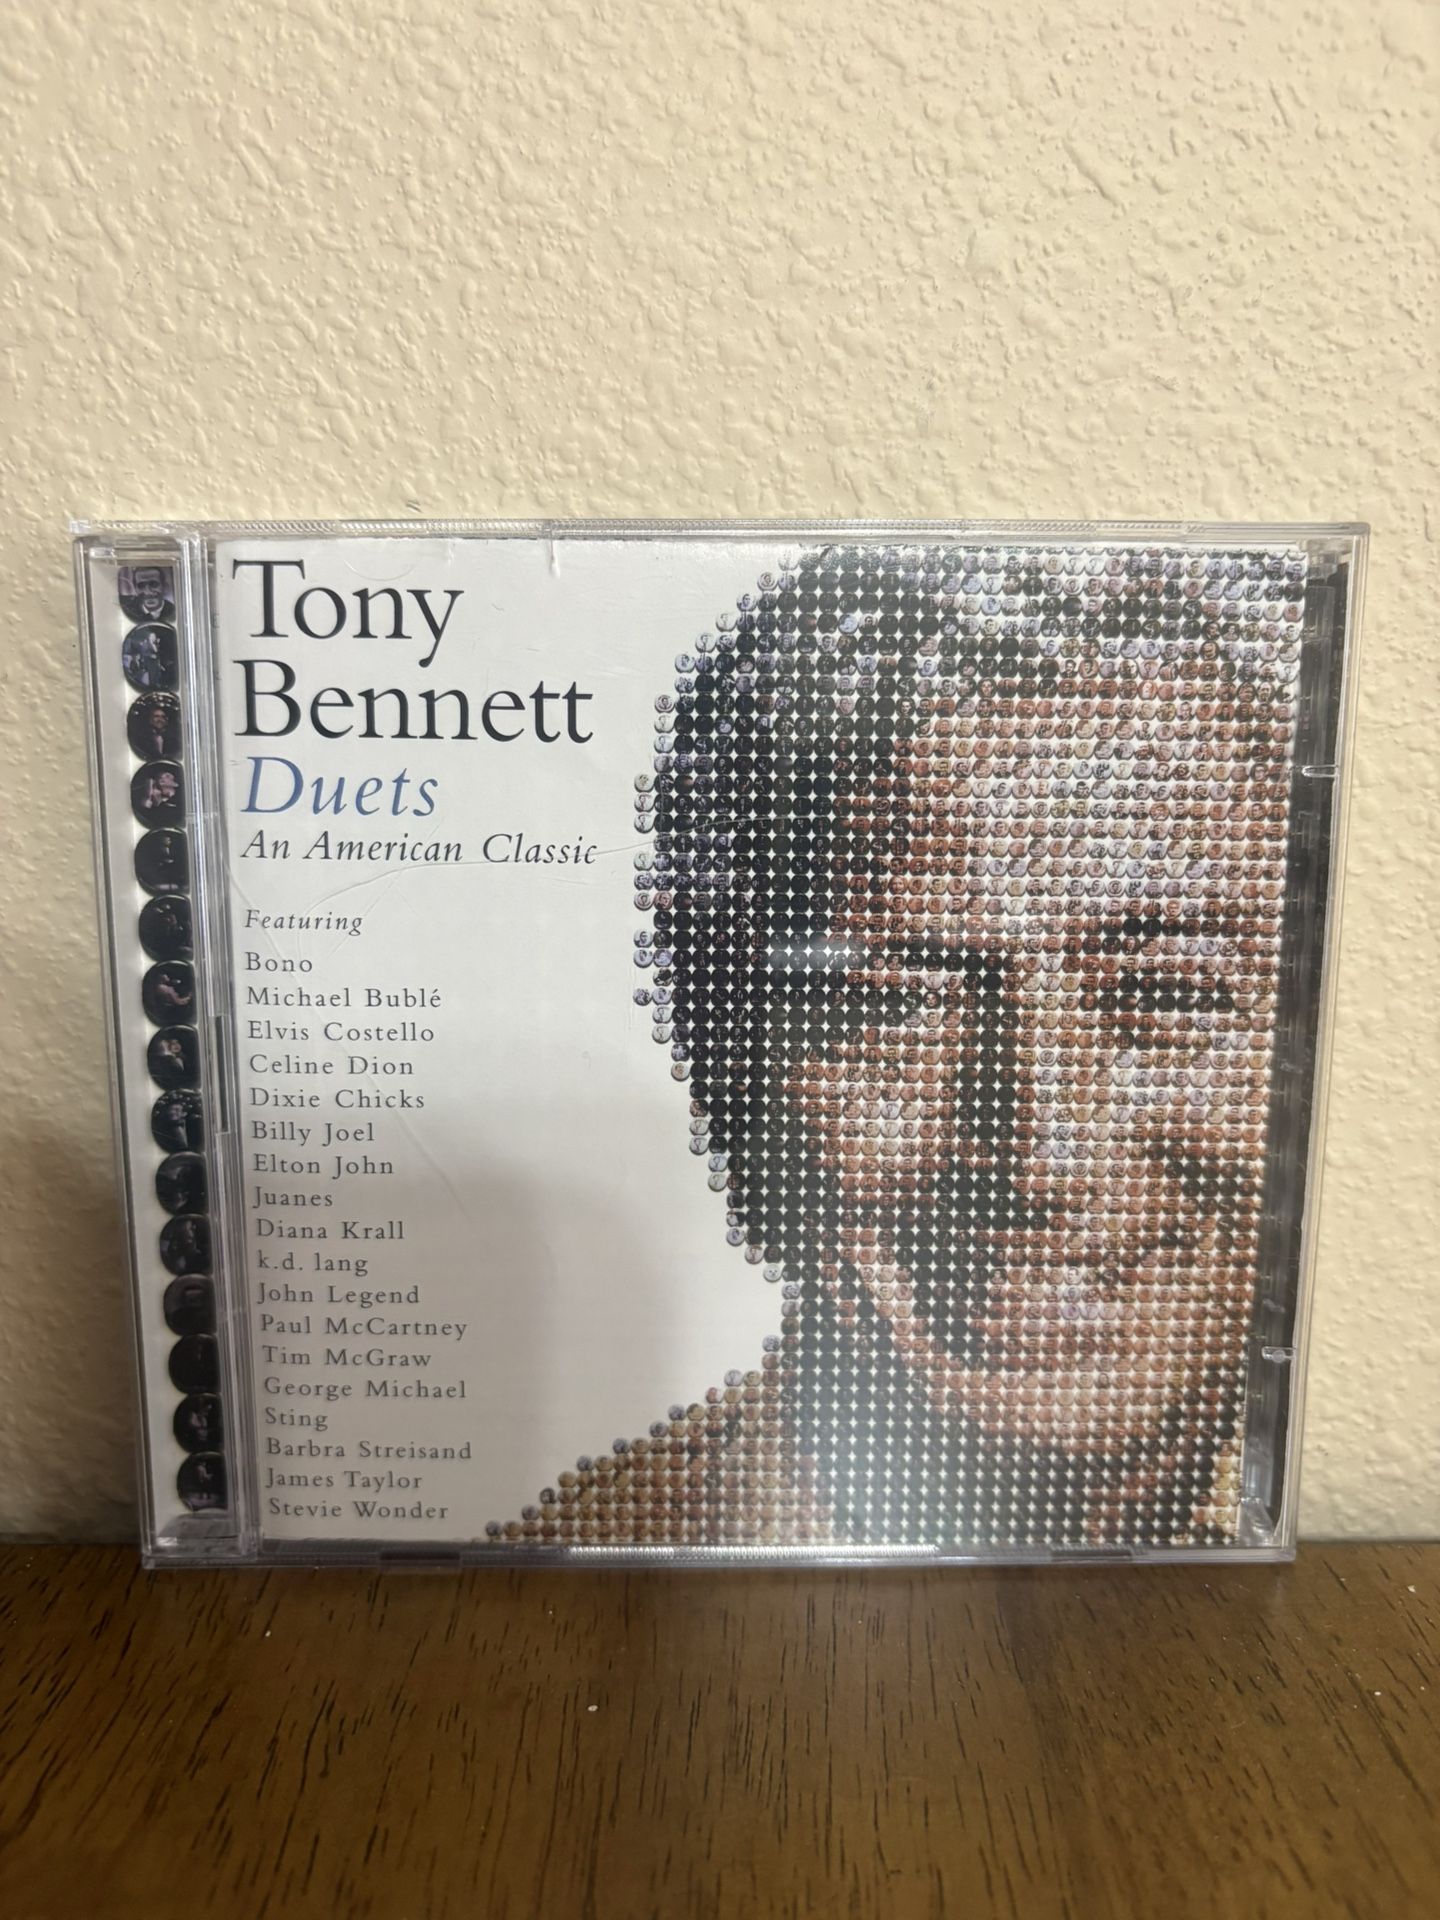 Tony
Bennett
Duets
An American Classic
Featuring
Bono
Michael Bublé
Elvis Costello
Celine Dion
Dixie Chicks
Billy Joel
Elton John
Juanes
Diana Krall
k.d. lang
John Legend
Paul McCartney
Tim McGraw
George Michael
Sting
Barbra Streisand
James Taylor
Stevie Wonder